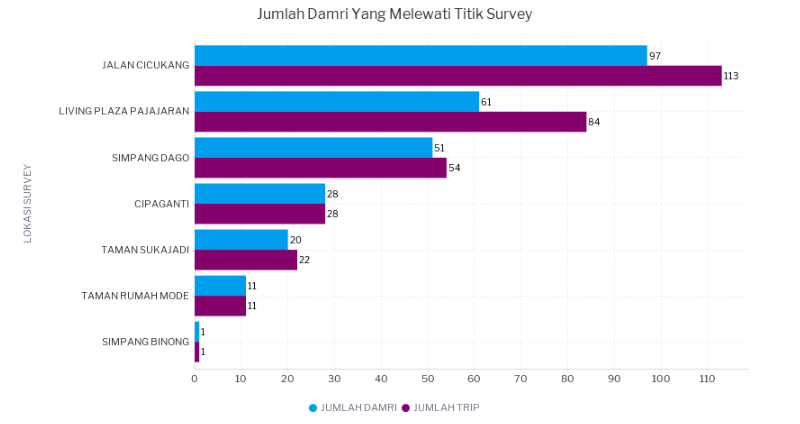 Jumlah Damri Yang Melewati Titik Survey
LOKASI SURVEY
JALAN CICUKANG
97
113
LIVING PLAZA PAJAJARAN
61
84
SIMPANG DAGO
51
54
CIPAGANTI
28
28
TAMAN SUKAJADI
20
22
TAMAN RUMAH MODE
11
11
SIMPANG BINONG
1
1
0 10 20 30 40 50 60 70 80 90 100 110
JUMLAH DAMRI JUMLAH TRIP